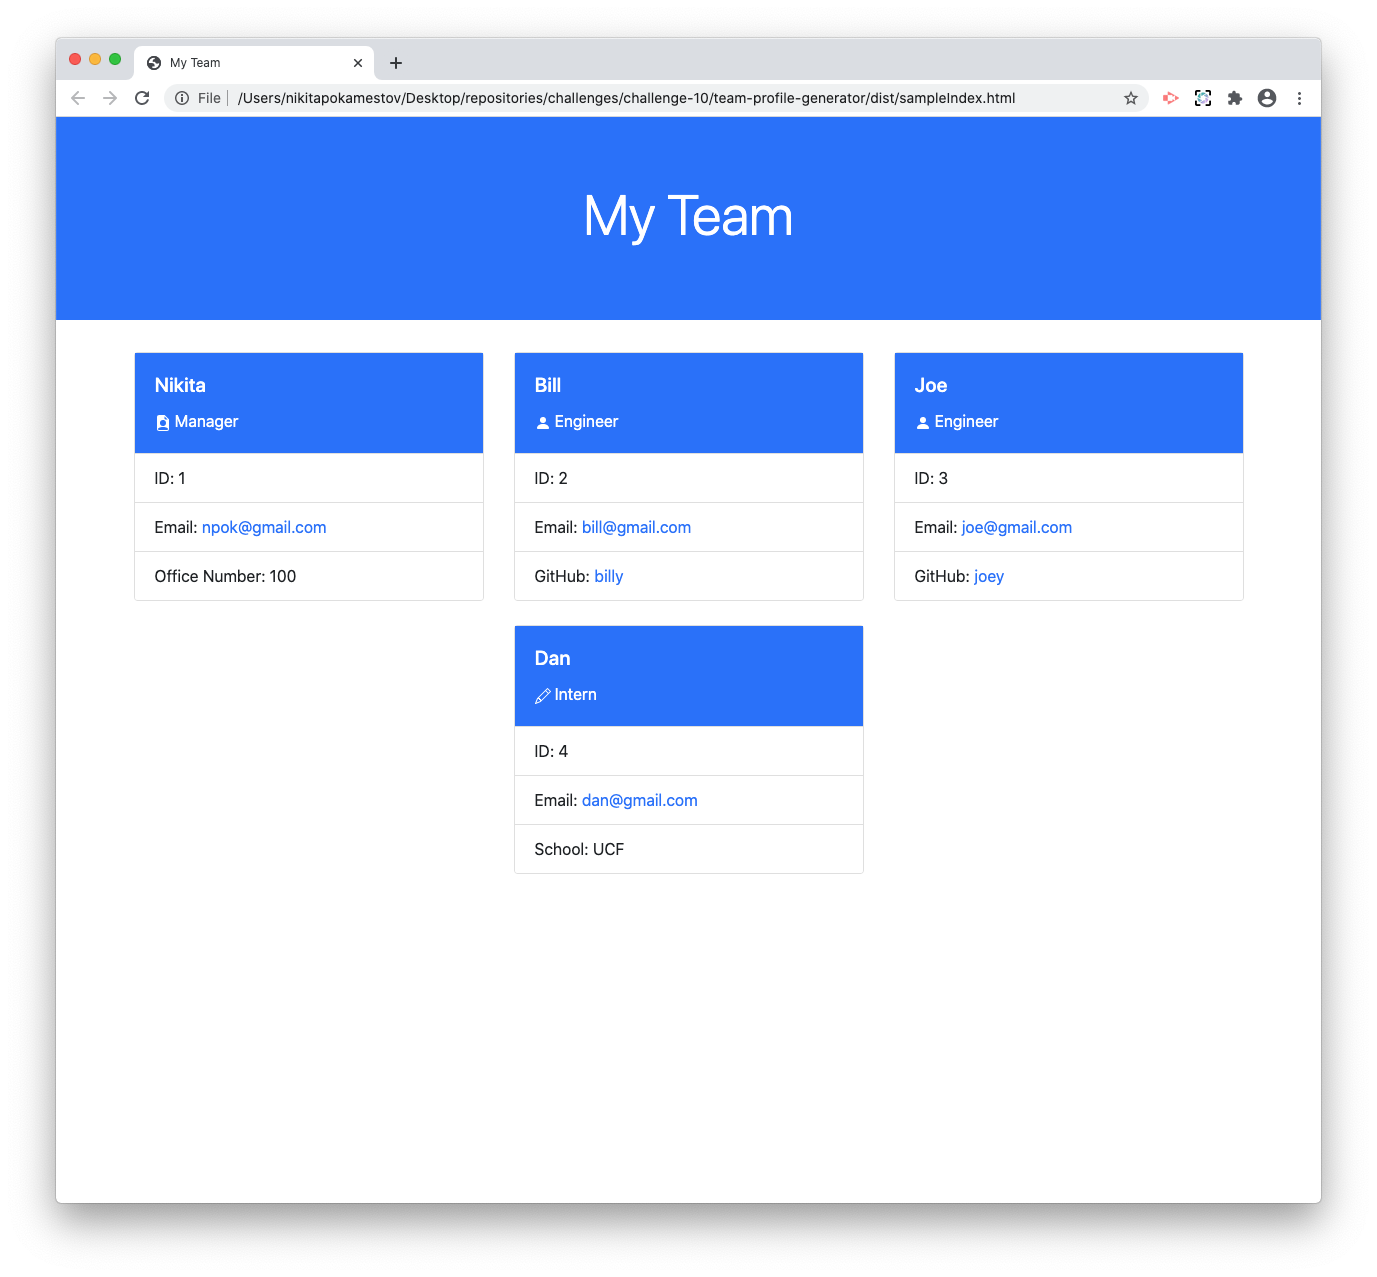 My Team
File /Users/nikitapokamestov/Desktop/repositories/challenges/challenge-10/team-profile-generator/dist/sampleIndex.html
My Team
Nikita
Manager
ID: 1
Email: npok@gmail.com
Office Number: 100
Bill
Engineer
ID: 2
Email: bill@gmail.com
GitHub: billy
Joe
Engineer
ID: 3
Email: joe@gmail.com
GitHub: joey
Dan
Intern
ID: 4
Email: dan@gmail.com
School: UCF